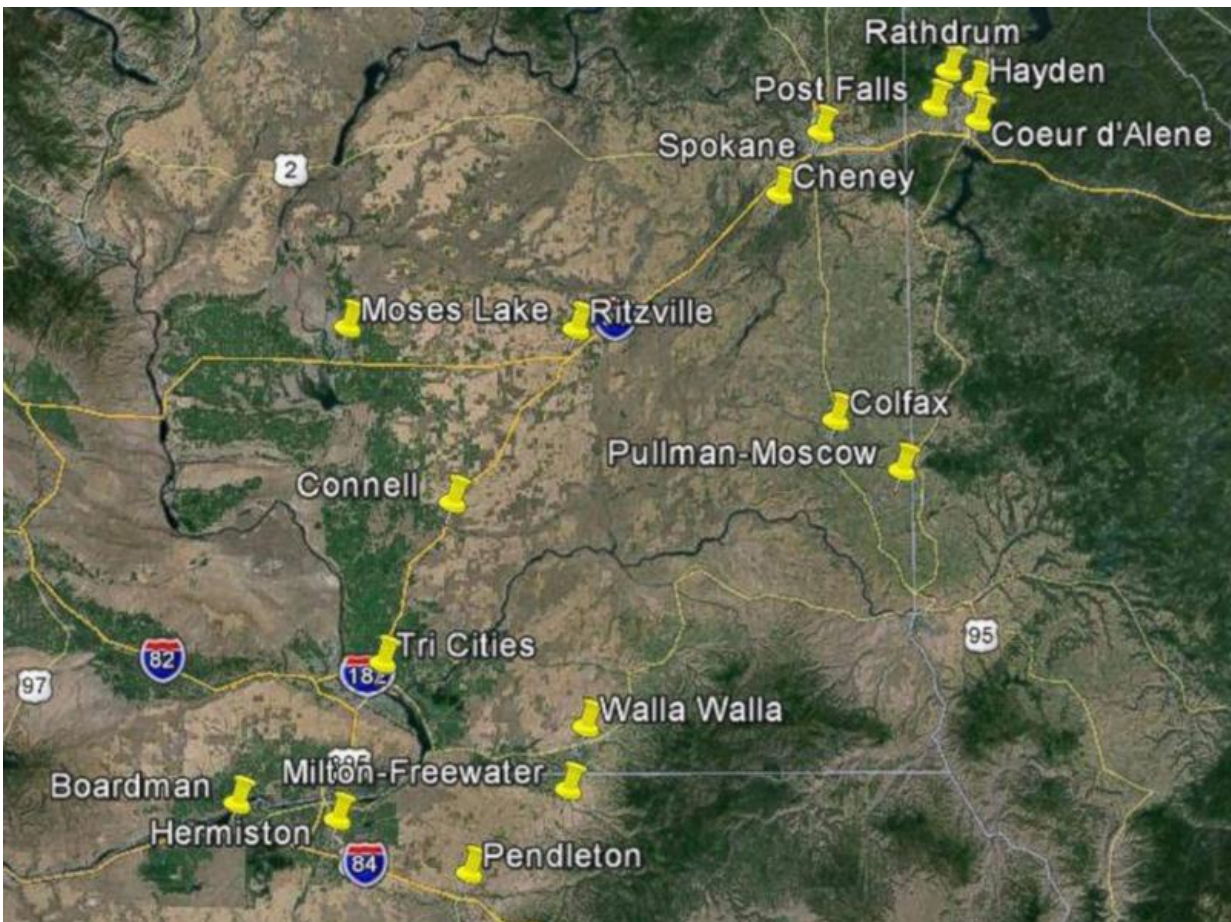 Rathdrum
Hayden
Post Falls
Coeur d'Alene
Spokane
2
Cheney
Moses Lake
Ritzville
Colfax
Pullman-Moscow
Connell
Tri Cities
95
82
182
97
Walla Walla
Milton-Freewater
Boardman
Hermiston
84
Pendleton